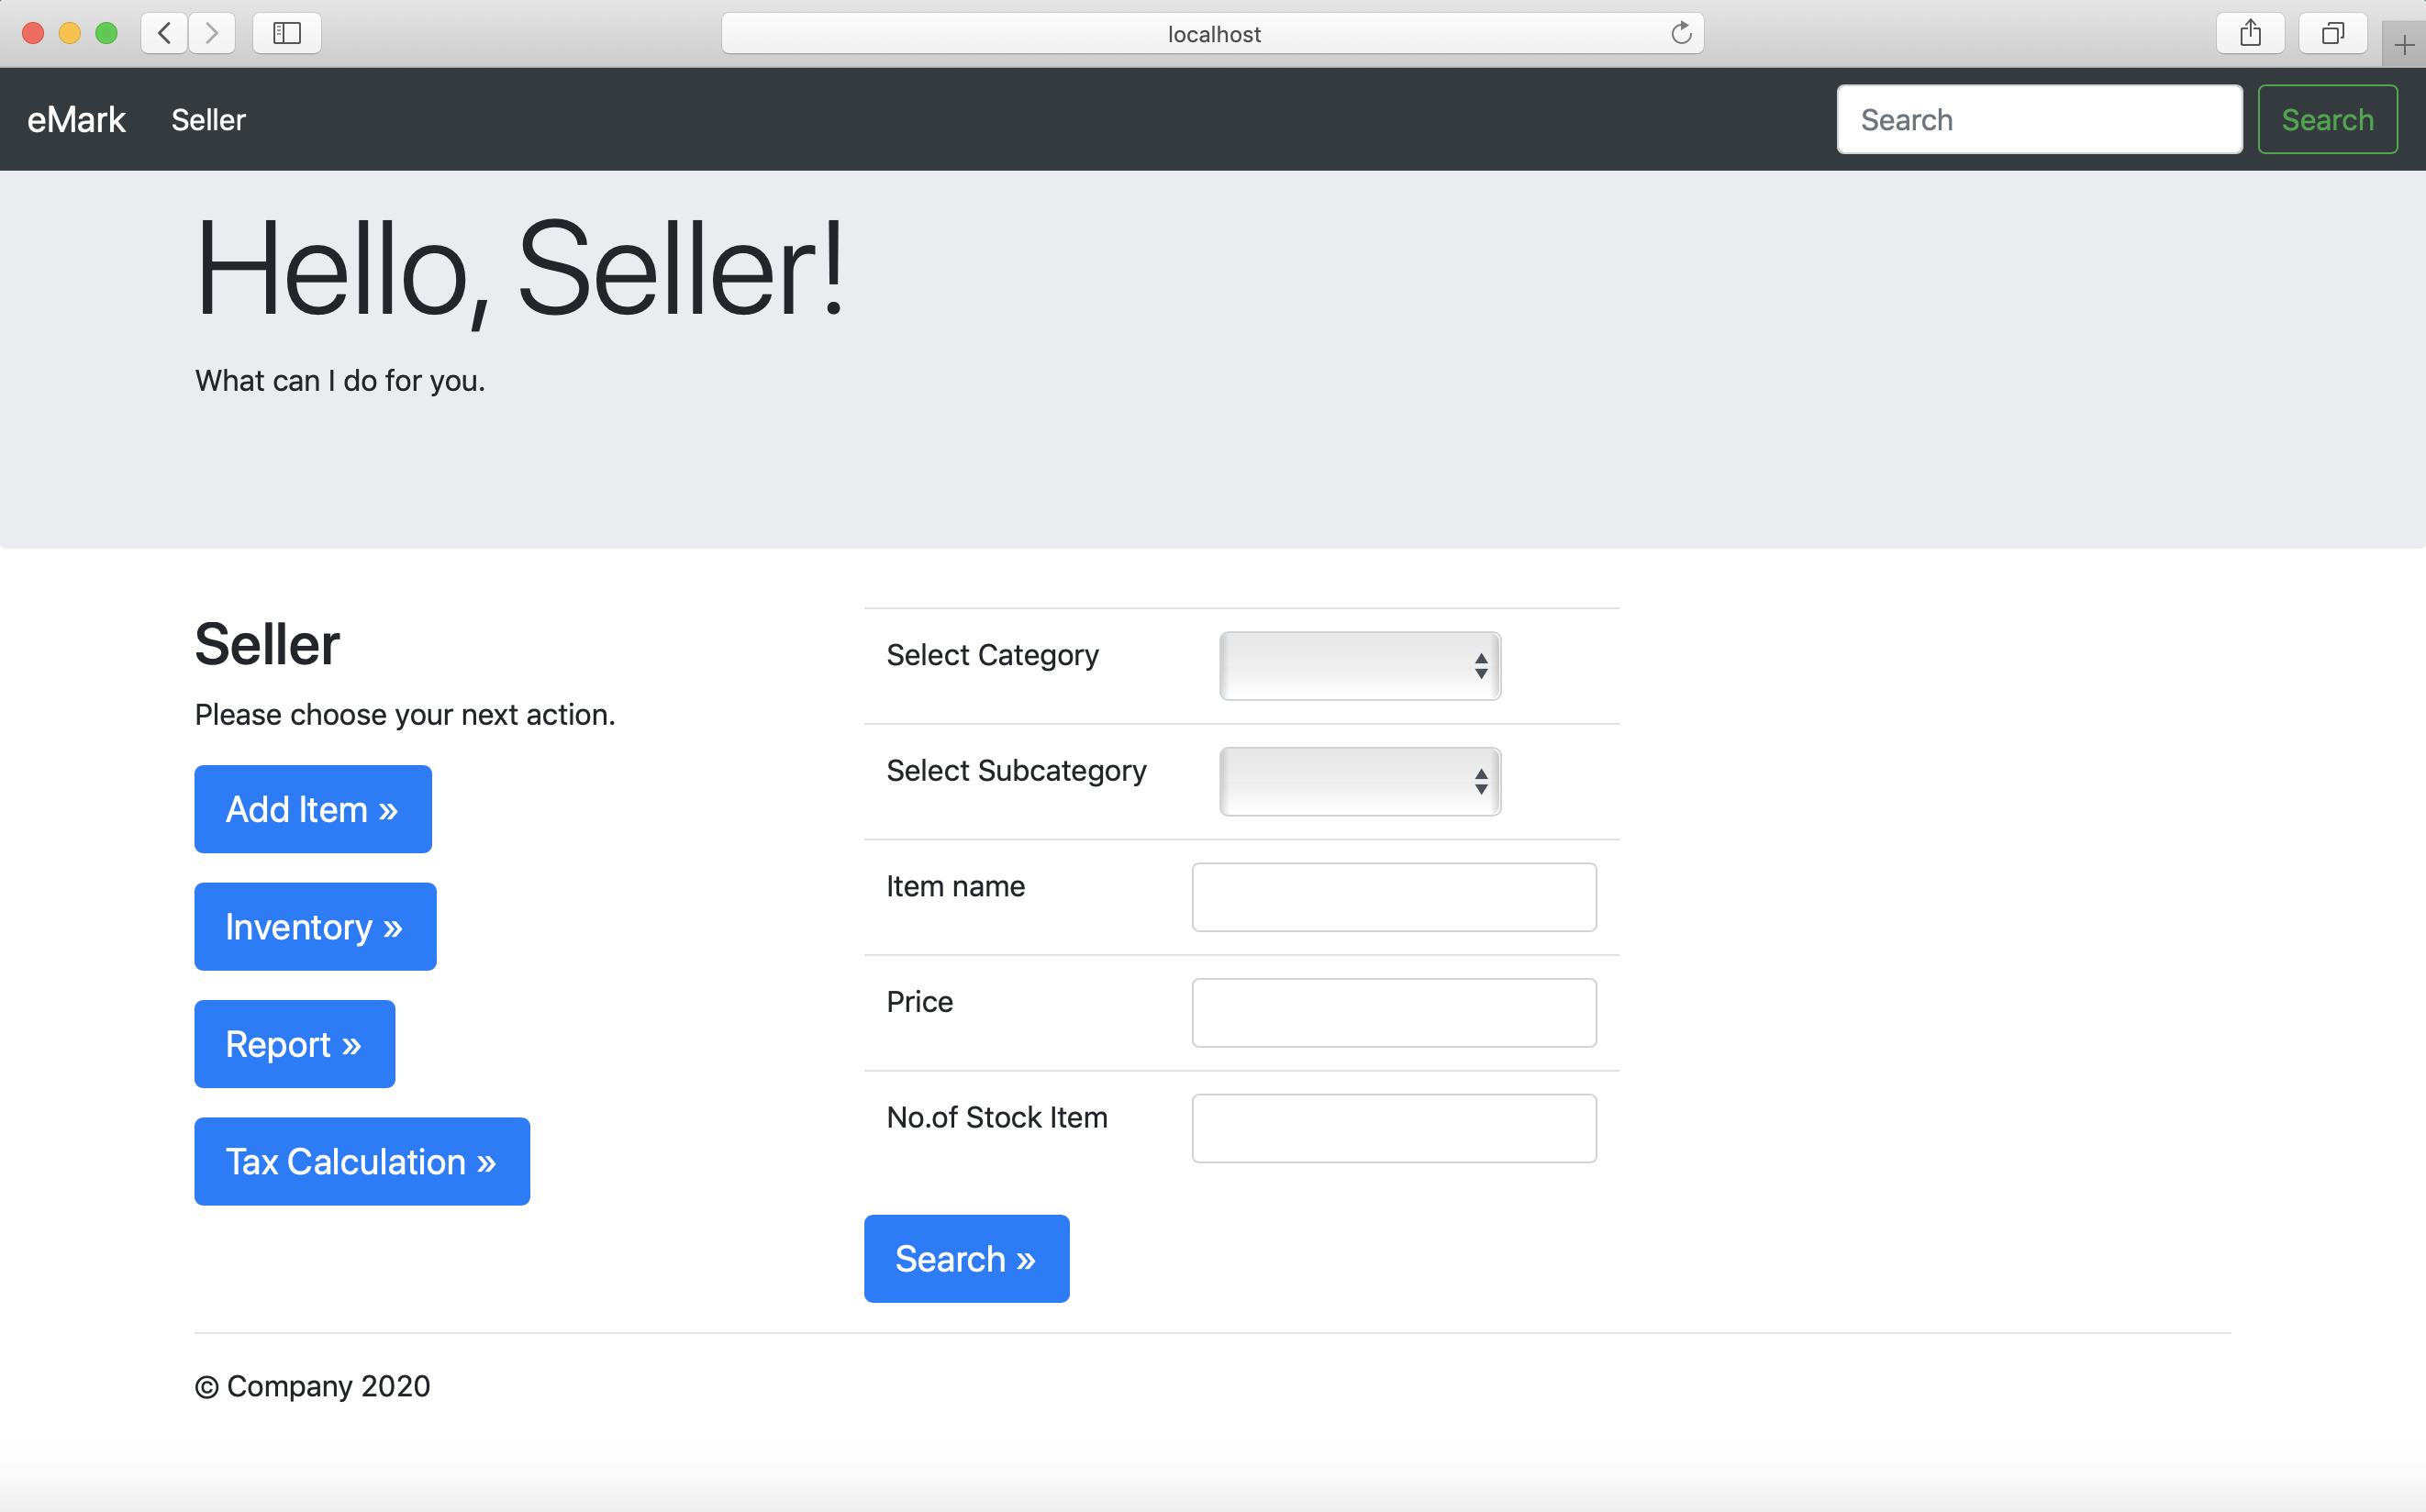 localhost
eMark Seller Search Search
Hello, Seller!
What can I do for you.
Seller
Please choose your next action.
Add Item »
Inventory »
Report »
Tax Calculation »
Select Category
Select Subcategory
Item name
Price
No.of Stock Item
Search »
© Company 2020